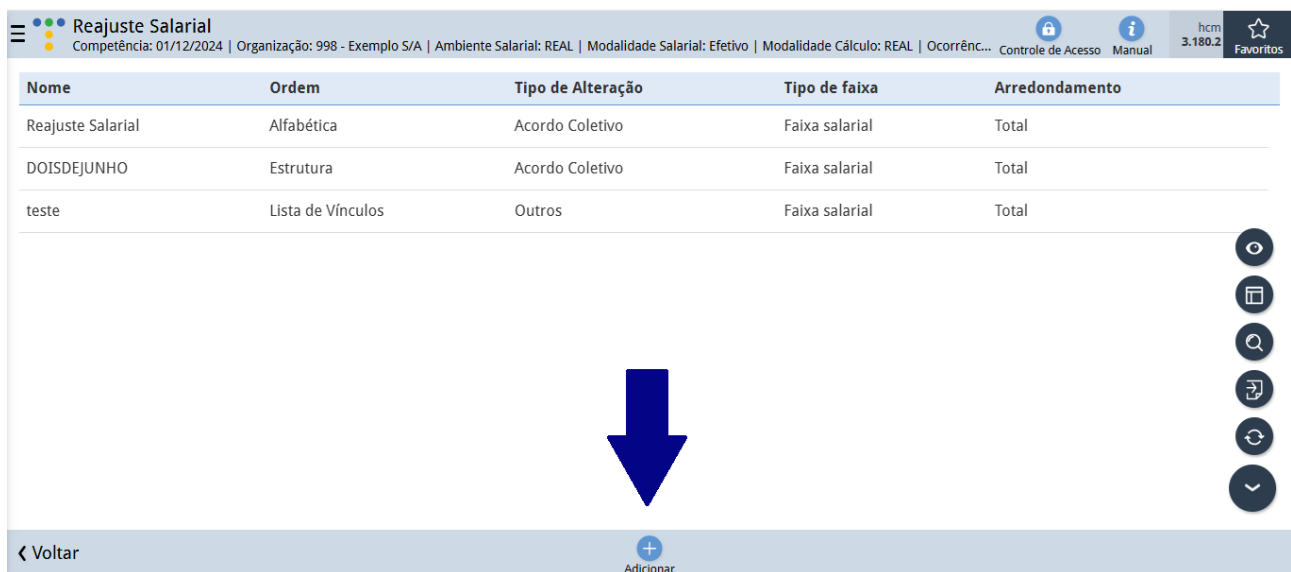 Reajuste Salarial
Competência: 01/12/2024 | Organização: 998 - Exemplo S/A | Ambiente Salarial: REAL | Modalidade Salarial: Efetivo | Modalidade Cálculo: REAL | Ocorrênc...
Controle de Acesso
Manual
hcm
3.180.2
Favoritos
Nome Ordem Tipo de Alteração Tipo de faixa Arredondamento
Reajuste Salarial Alfabética Acordo Coletivo Faixa salarial Total
DOISDEJUNHO Estrutura Acordo Coletivo Faixa salarial Total
teste Lista de Vínculos Outros Faixa salarial Total
Voltar
Adicionar